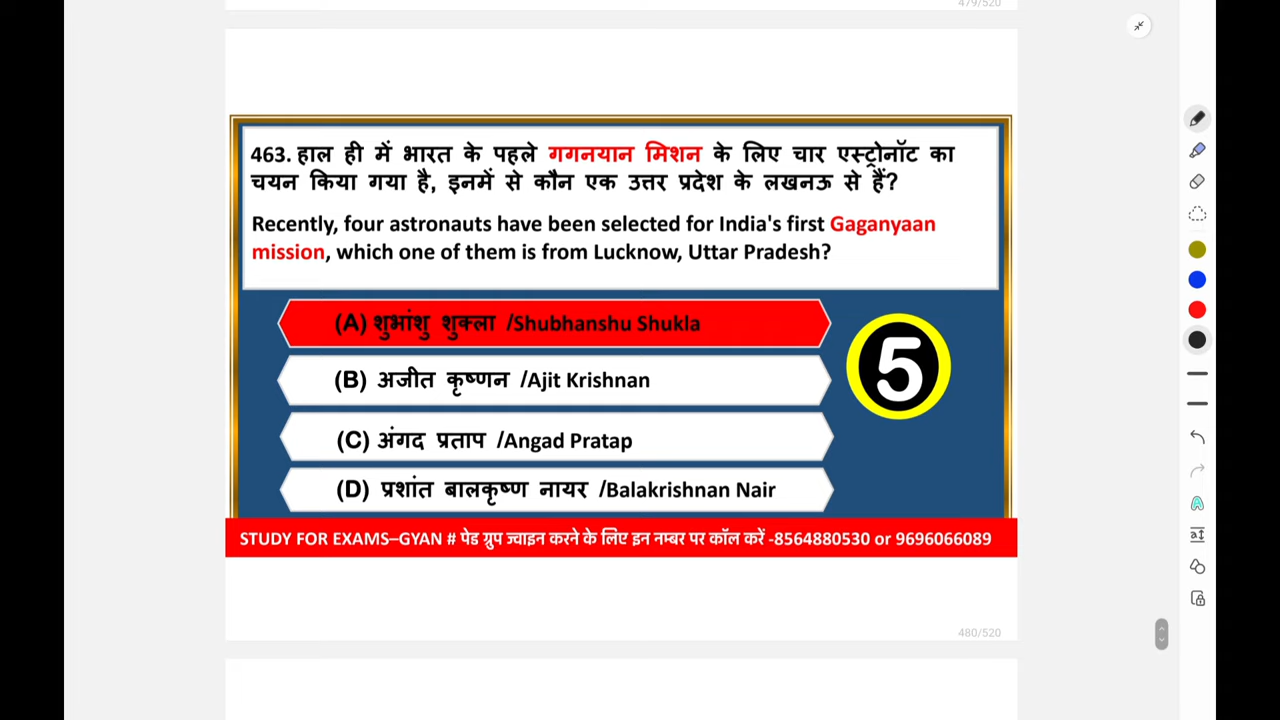 479/520
463. हाल ही में भारत के पहले गगनयान मिशन के लिए चार एस्ट्रोनॉट का
चयन किया गया है, इनमें से कौन एक उत्तर प्रदेश के लखनऊ से हैं?
Recently, four astronauts have been selected for India's first Gaganyaan
mission, which one of them is from Lucknow, Uttar Pradesh?
(A) शुभांशु शुक्ला /Shubhanshu Shukla
(B) अजीत कृष्णन /Ajit Krishnan
(C) अंगद प्रताप /Angad Pratap
(D) प्रशांत बालकृष्ण नायर /Balakrishnan Nair
5
STUDY FOR EXAMS–GYAN # पेड ग्रुप ज्वाइन करने के लिए इन नम्बर पर कॉल करें -8564880530 or 9696066089
480/520